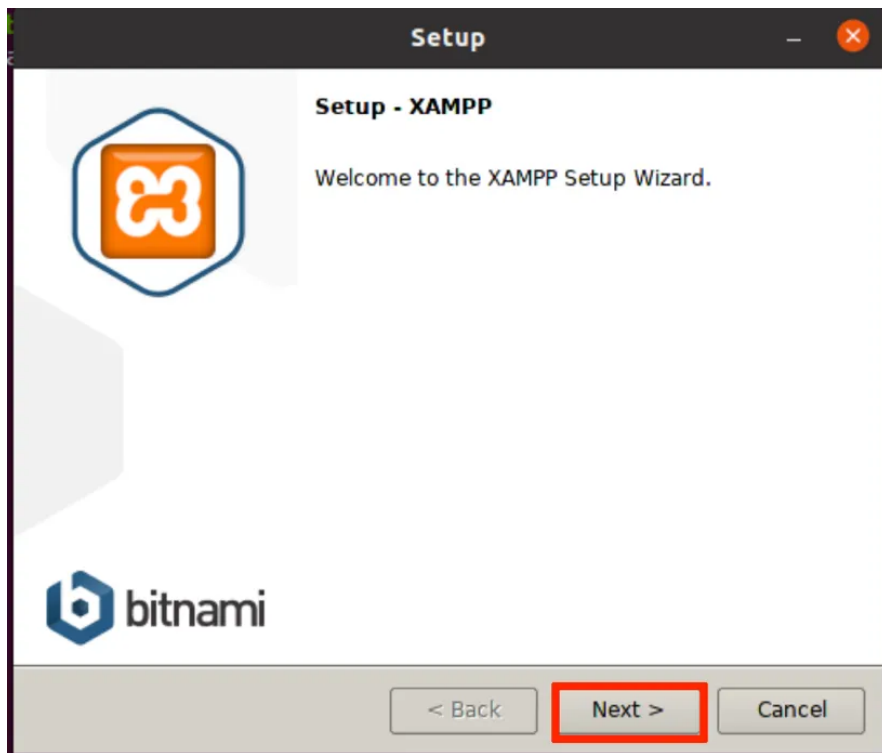 Setup
Setup - XAMPP
Welcome to the XAMPP Setup Wizard.
bitnami
< Back
Next >
Cancel